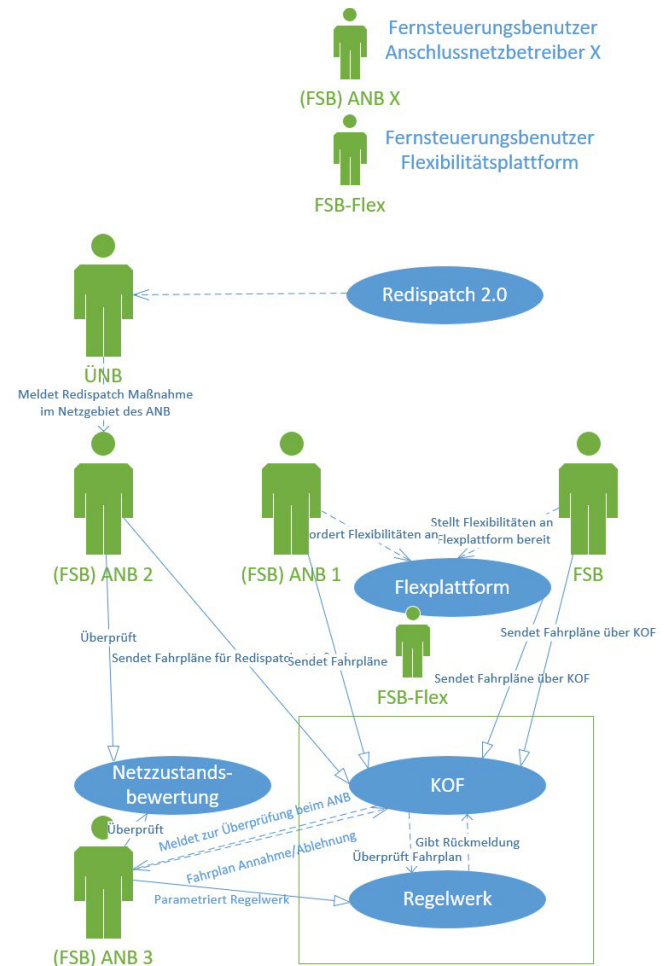 Fernsteuerungsbenutzer
Anschlussnetzbetreiber X
(FSB) ANB X
Fernsteuerungsbenutzer
Flexibilitätsplattform
FSB-Flex
Redispatch 2.0
ÜNB
Meldet Redispatch Maßnahme
im Netzgebiet des ANB
(FSB) ANB 2
(FSB) ANB 1
FSB
ordert Flexibilitäten an
Stellt Flexibilitäten an
Flexplattform bereit
Flexplattform
FSB-Flex
Überprüft
Sendet Fahrpläne für Redispatc
Sendet Fahrpläne
Sendet Fahrpläne über KOF
Sendet Fahrpläne über KOF
Netzzustands-
bewertung
KOF
Überprüft
Meldet zur Überprüfung beim ANB
Fahrplan Annahme/Ablehnung
Gibt Rückmeldung
Überprüft Fahrplan
Parametriert Regelwerk
Regelwerk
(FSB) ANB 3